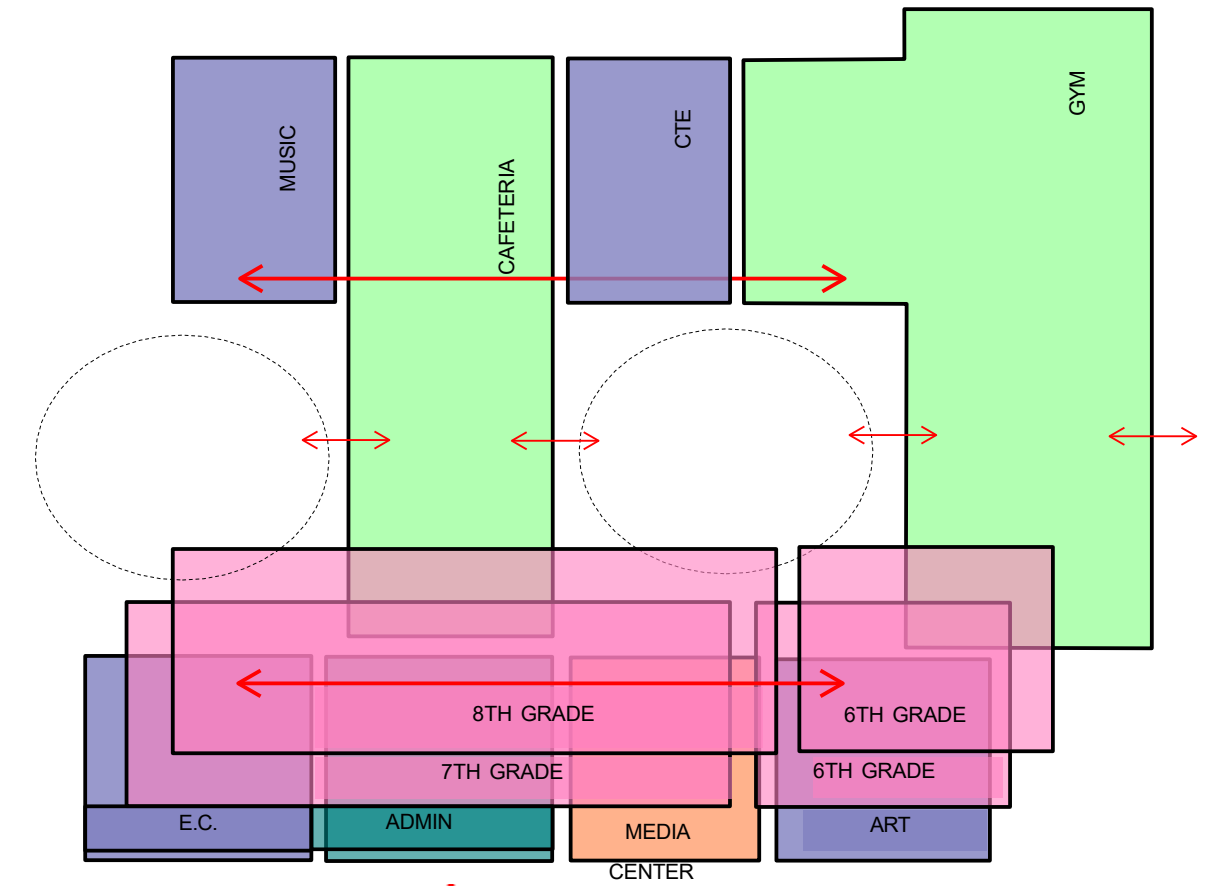 MUSIC
CAFETERIA
CTE
GYM
8TH GRADE
6TH GRADE
7TH GRADE
6TH GRADE
E.C.
ADMIN
MEDIA
CENTER
ART